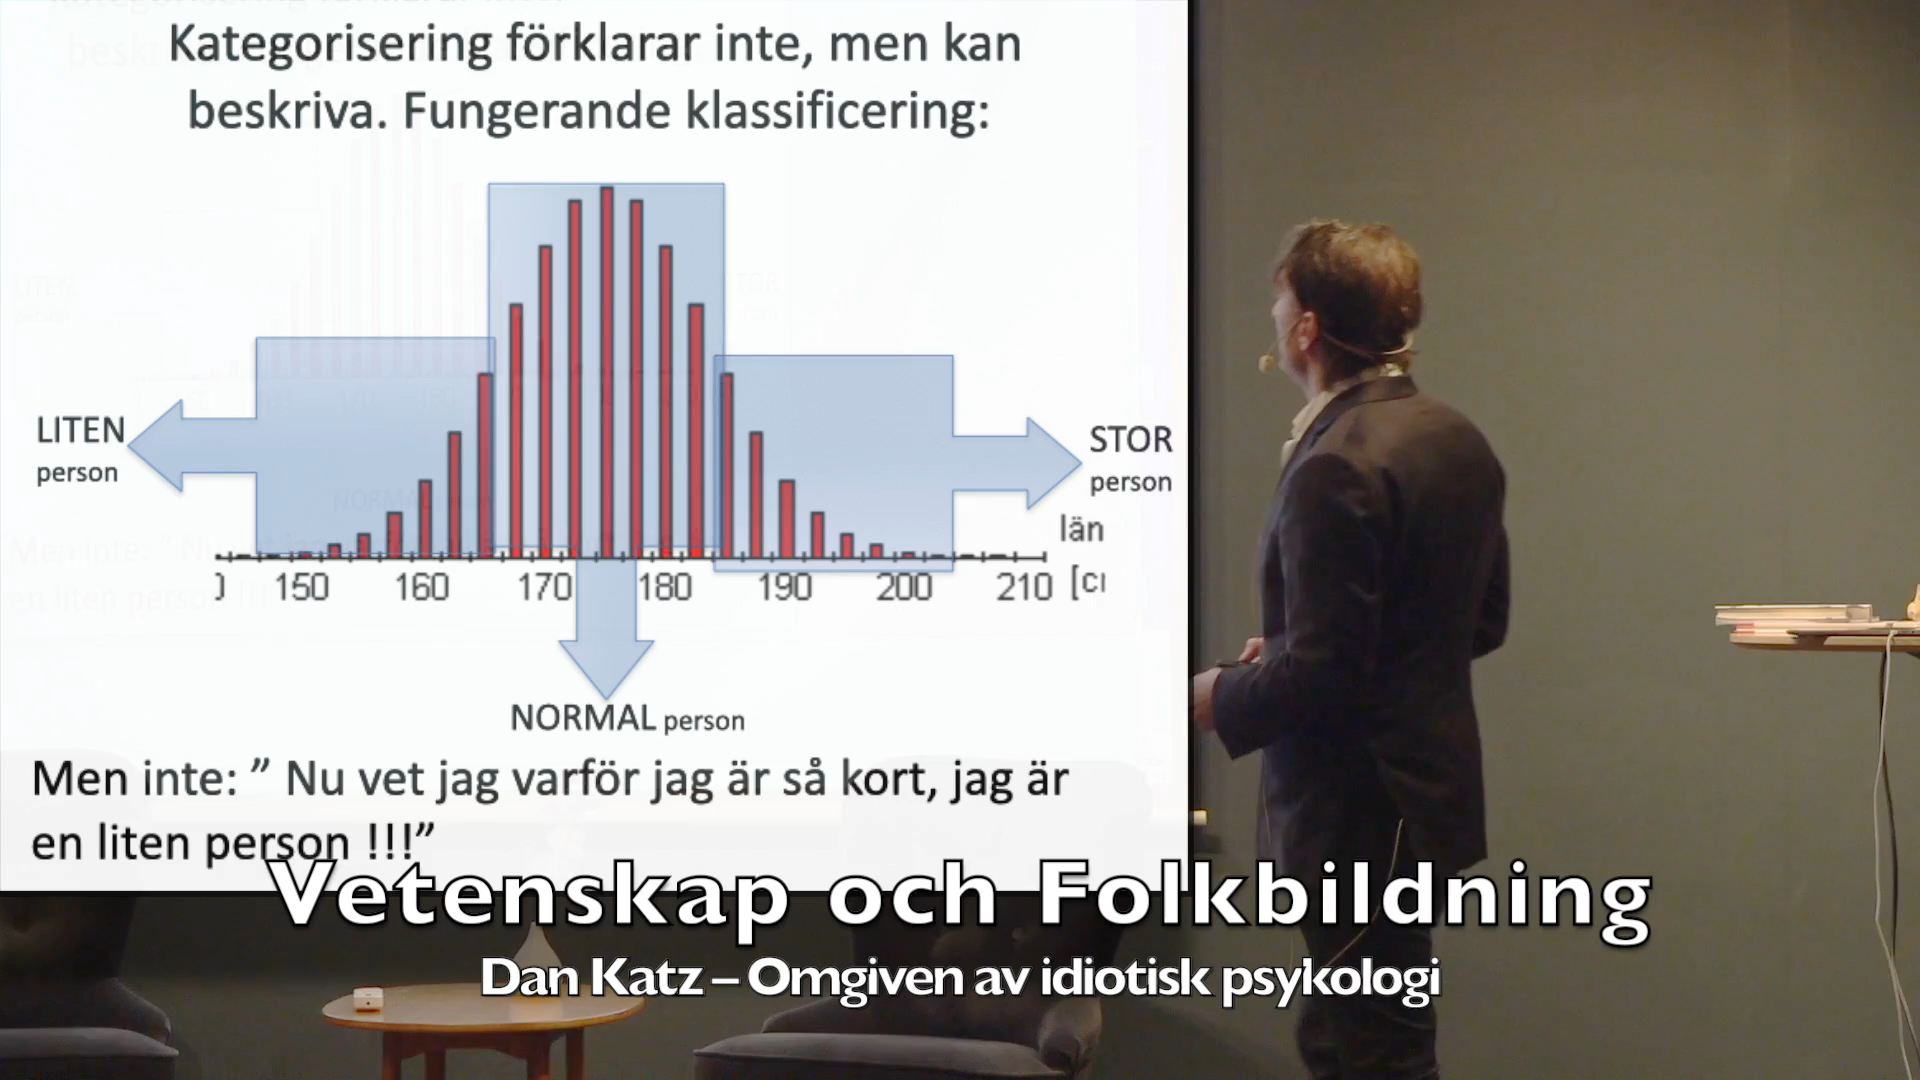 Kategorisering förklarar inte, men kan
beskriva. Fungerande klassificering:
LITEN
person
STOR
person
län
150 160 170 180 190 200 210 [c
NORMAL person
Men inte: ” Nu vet jag varför jag är så kort, jag är
en liten person !!!”
Vetenskap och Folkbildning
Dan Katz – Omgiven av idiotisk psykologi